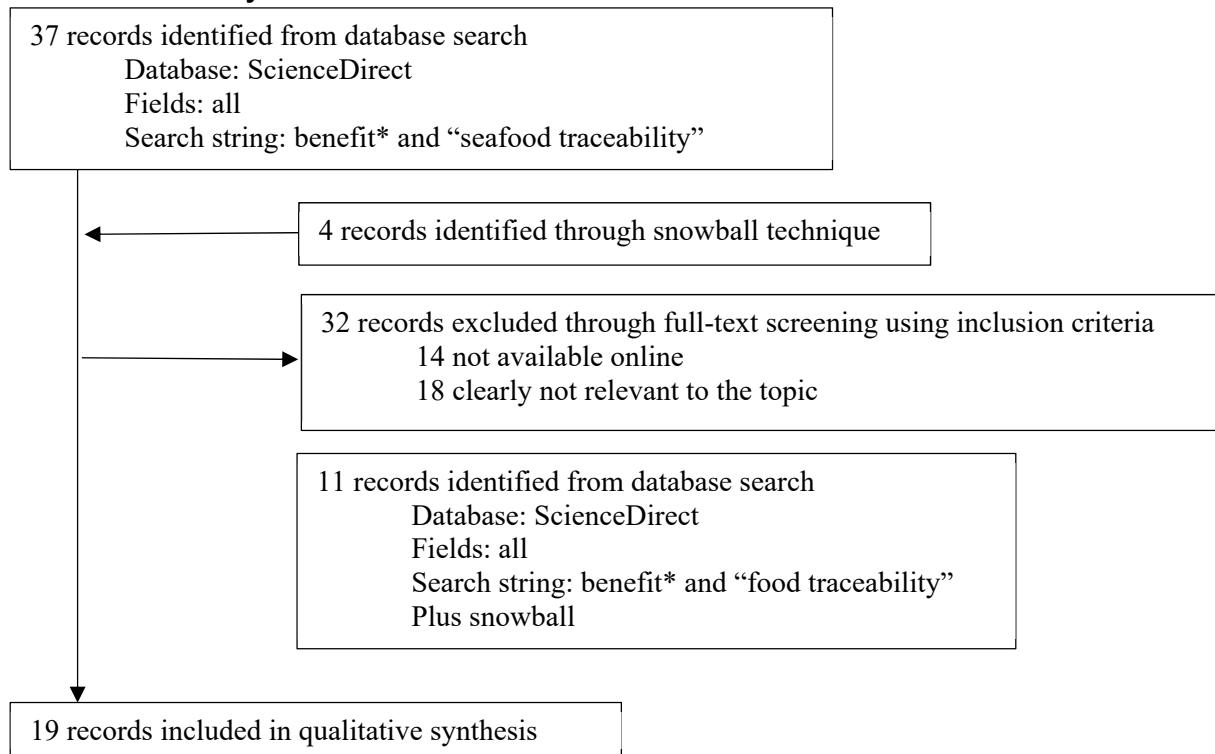 37 records identified from database search
Database: ScienceDirect
Fields: all
Search string: benefit* and “seafood traceability”
4 records identified through snowball technique
32 records excluded through full-text screening using inclusion criteria
14 not available online
18 clearly not relevant to the topic
11 records identified from database search
Database: ScienceDirect
Fields: all
Search string: benefit* and “food traceability”
Plus snowball
19 records included in qualitative synthesis